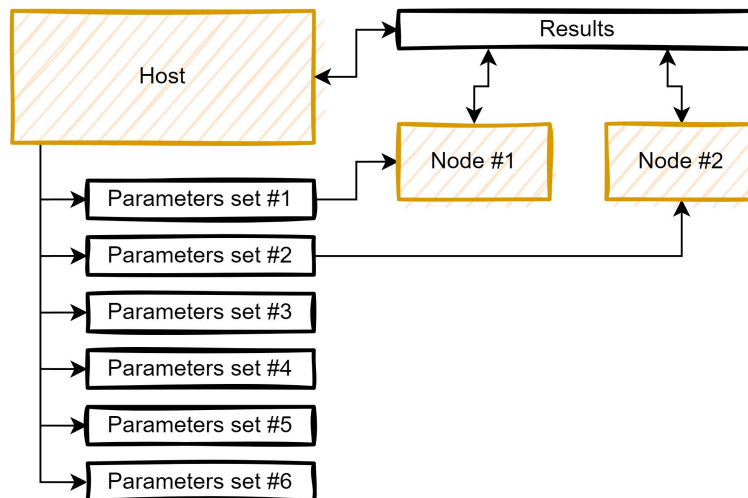 Host
Results
Node #1
Node #2
Parameters set #1
Parameters set #2
Parameters set #3
Parameters set #4
Parameters set #5
Parameters set #6